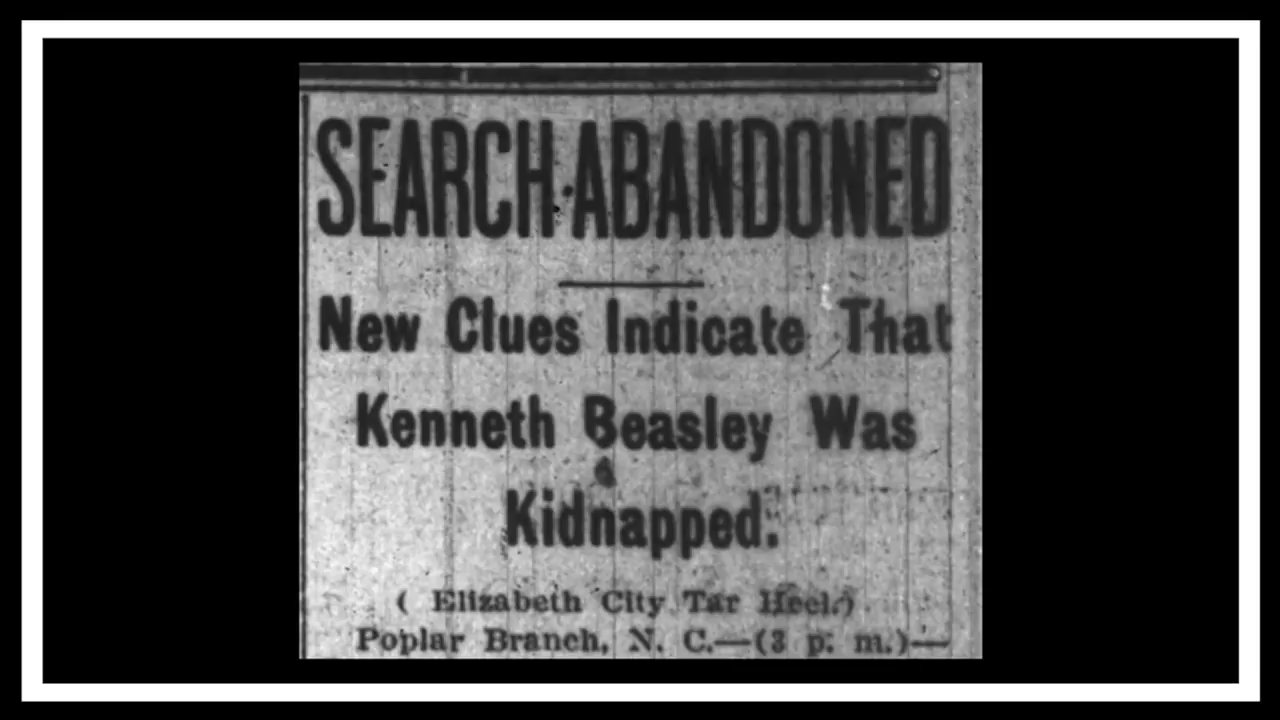 SEARCH ABANDONED
New Clues Indicate That
Kenneth Beasley Was
Kidnapped.
( Elizabeth City Tar Heel.)
Poplar Branch, N. C.—(3 p. m.)—